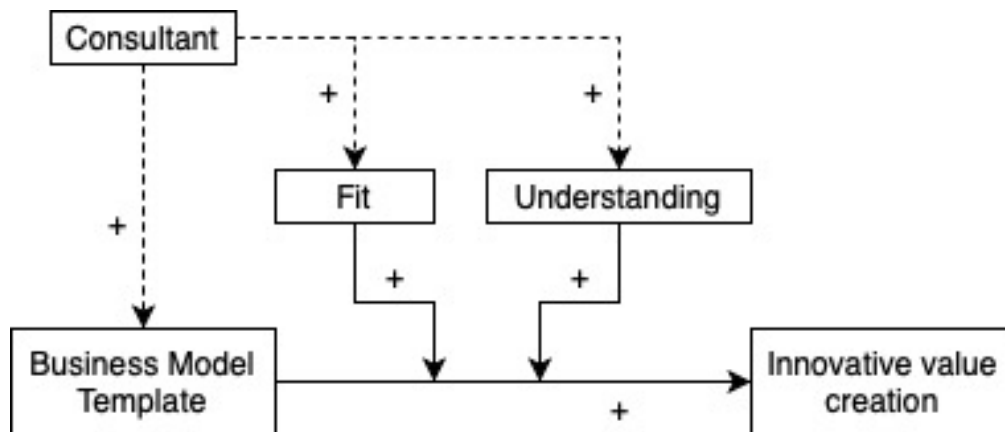 Consultant
+
+
+
Fit
Understanding
+
+
Business Model
Template
+
Innovative value
creation